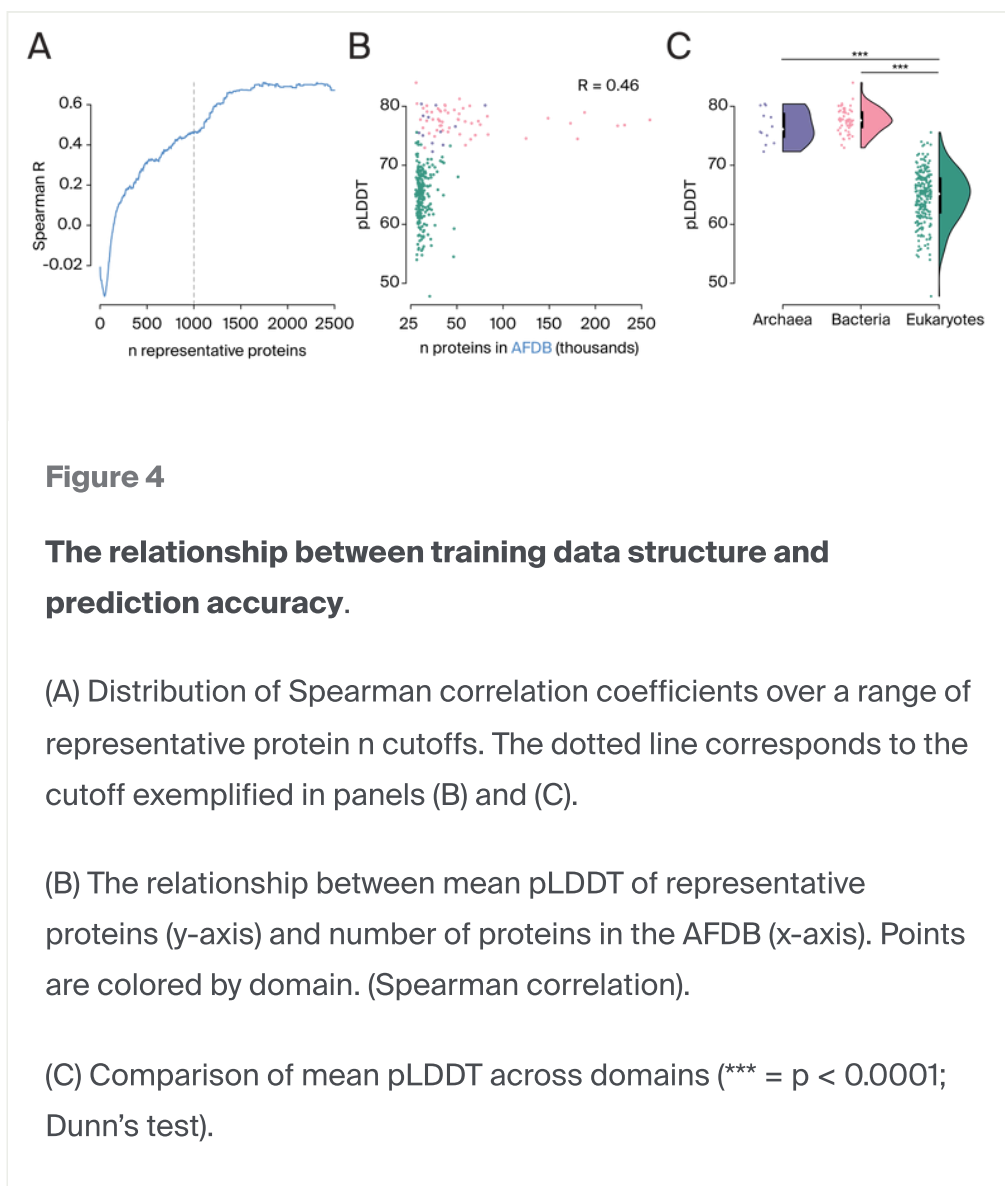 A
B
C
Spearman R
0.6
0.4
0.2
0.0
-0.02
0 500 1000 1500 2000 2500
n representative proteins
R = 0.46
pLDDT
80
70
60
50
25 50 100 150 200 250
n proteins in AFDB (thousands)
***
***
pLDDT
80
70
60
50
Archaea Bacteria Eukaryotes
Figure 4
The relationship between training data structure and
prediction accuracy.
(A) Distribution of Spearman correlation coefficients over a range of
representative protein n cutoffs. The dotted line corresponds to the
cutoff exemplified in panels (B) and (C).
(B) The relationship between mean pLDDT of representative
proteins (y-axis) and number of proteins in the AFDB (x-axis). Points
are colored by domain. (Spearman correlation).
(C) Comparison of mean pLDDT across domains (*** = p < 0.0001;
Dunn’s test).